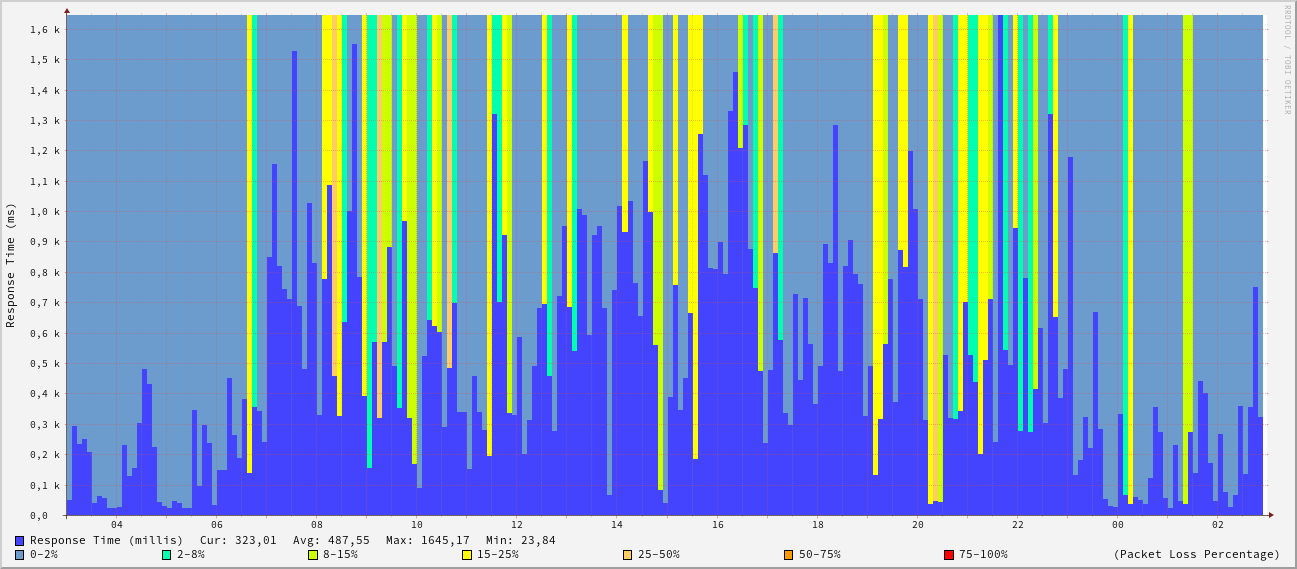 RRDTOOL / TOBI OETIKER
Response Time (ms)
1,6 k
1,5 k
1,4 k
1,3 k
1,2 k
1,1 k
1,0 k
0,9 k
0,8 k
0,7 k
0,6 k
0,5 k
0,4 k
0,3 k
0,2 k
0,1 k
0,0
04 06 08 10 12 14 16 18 20 22 00 02
Response Time (millis) Cur: 323,01 Avg: 487,55 Max: 1645,17 Min: 23,84
0-2% 2-8% 8-15% 15-25% 25-50% 50-75% 75-100% (Packet Loss Percentage)